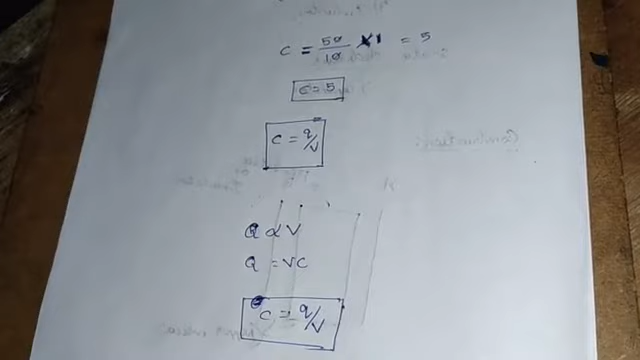 C = 50/10 × 1 = 5
C = 5
C = q/V
Q ∝ V
Q = VC
C = q/V